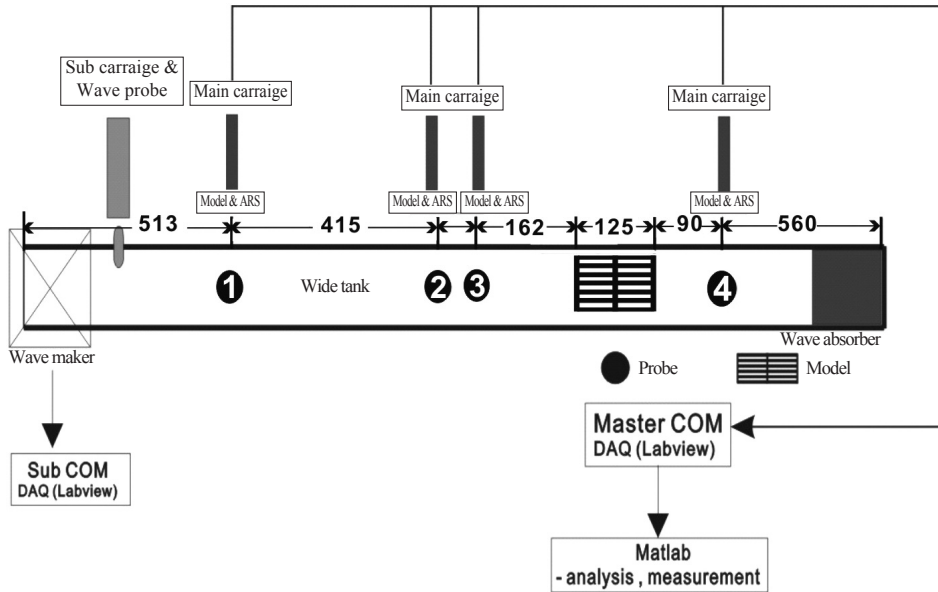 Sub carraige &
Wave probe
Main carraige
Main carraige
Main carraige
Model & ARS
Model & ARS
Model & ARS
Model & ARS
513
415
162
125
90
560
1
Wide tank
2
3
4
Wave maker
Wave absorber
Probe
Model
Sub COM
DAQ (Labview)
Master COM
DAQ (Labview)
Matlab
- analysis , measurement